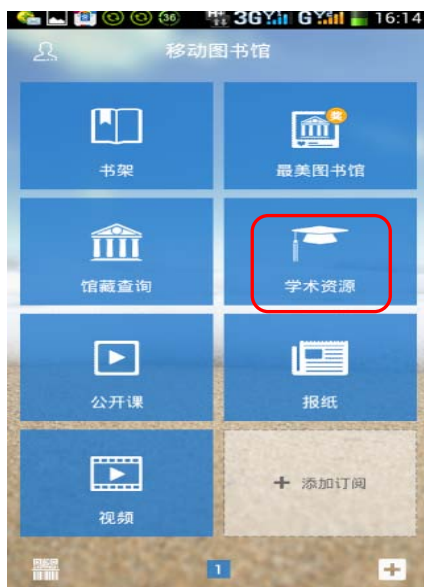 36 3G G 16:14
移动图书馆
书架 最美图书馆
馆藏查询 学术资源
公开课 报纸
视频 + 添加订阅
1 +